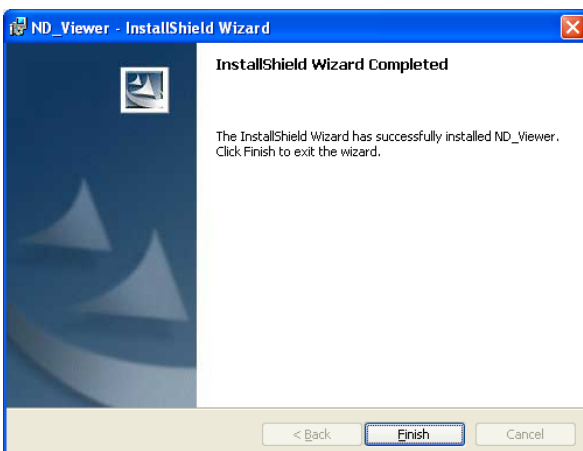 ND_Viewer - InstallShield Wizard
InstallShield Wizard Completed
The InstallShield Wizard has successfully installed ND_Viewer.
Click Finish to exit the wizard.
< Back Finish Cancel